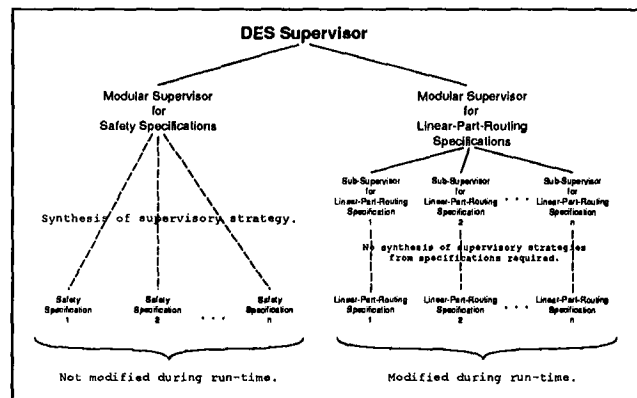 DES Supervisor
Modular Supervisor
for
Safety Specifications
Modular Supervisor
for
Linear-Part-Routing
Specifications
Sub-Supervisor
for
Linear-Part-Routing
Specification
1
Sub-Supervisor
for
Linear-Part-Routing
Specification
2
. . .
Sub-Supervisor
for
Linear-Part-Routing
Specification
n
Synthesis of supervisory strategy.
No synthesis of supervisory strategies
from specifications required.
Safety
Specification
1
Safety
Specification
2
. . .
Safety
Specification
n
Linear-Part-Routing
Specification
1
Linear-Part-Routing
Specification
2
. . .
Linear-Part-Routing
Specification
n
Not modified during run-time.
Modified during run-time.